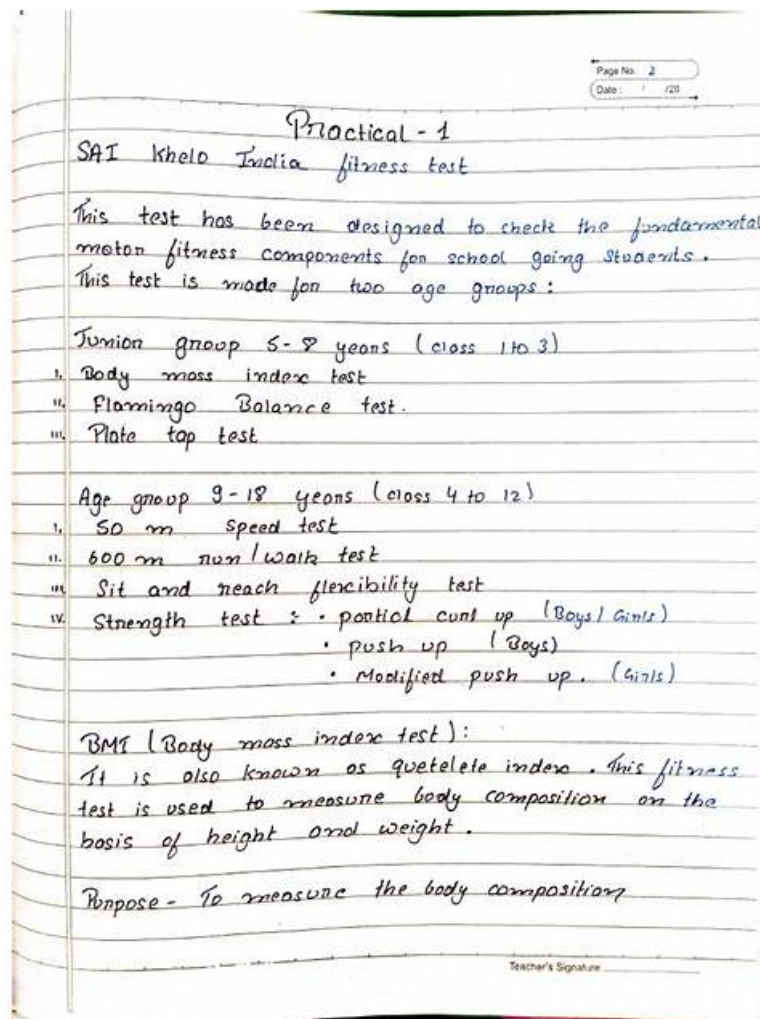 Page No. 2
Date : / /20
Practical - 1
SAI Khelo India fitness test
This test has been designed to check the fundamental
motor fitness components for school going students.
This test is made for two age groups :
Junior group 5-8 years (class 1 to 3)
i. Body mass index test
ii. Flamingo Balance test.
iii. Plate tap test
Age group 9-18 years (class 4 to 12)
i. 50 m Speed test
ii. 600 m run / walk test
iii. Sit and reach flexibility test
iv. Strength test : • partial curl up (Boys / Girls)
• push up (Boys)
• Modified push up. (Girls)
BMI (Body mass index test) :
It is also known as quetelete index. This fitness
test is used to measure body composition on the
basis of height and weight.
Purpose - To measure the body composition
Teacher's Signature